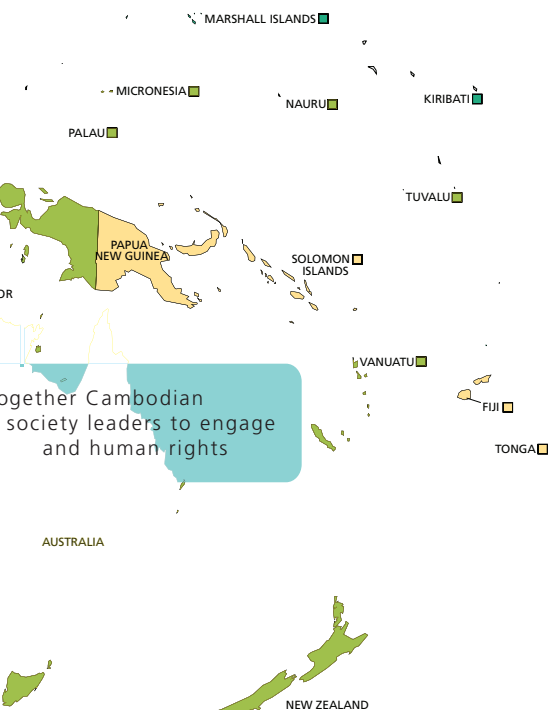 MARSHALL ISLANDS
MICRONESIA
NAURU
KIRIBATI
PALAU
TUVALU
PAPUA
NEW GUINEA
SOLOMON
ISLANDS
OR
VANUATU
ogether Cambodian
society leaders to engage
and human rights
FIJI
TONGA
AUSTRALIA
NEW ZEALAND